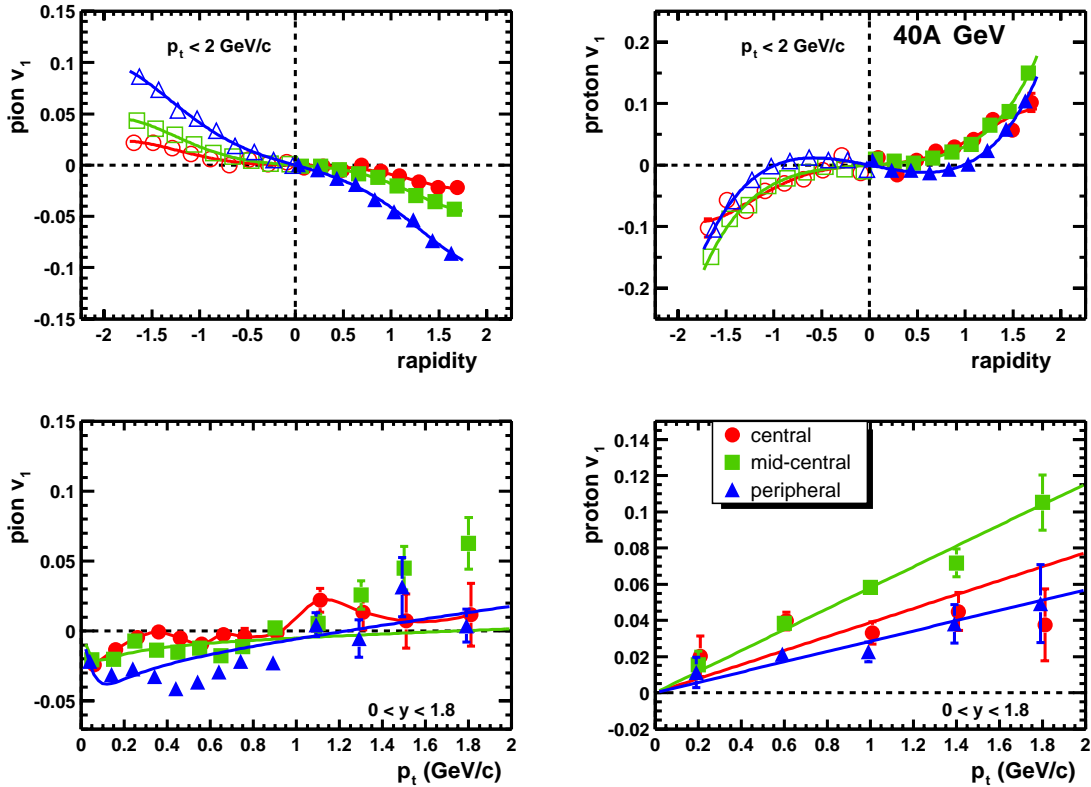 pion v1
0.15
0.1
0.05
0
-0.05
-0.1
-0.15
pt < 2 GeV/c
-2 -1.5 -1 -0.5 0 0.5 1 1.5 2
rapidity
proton v1
0.2
0.1
0
-0.1
-0.2
pt < 2 GeV/c
40A GeV
-2 -1.5 -1 -0.5 0 0.5 1 1.5 2
rapidity
pion v1
0.15
0.1
0.05
0
-0.05
0 < y < 1.8
0 0.2 0.4 0.6 0.8 1 1.2 1.4 1.6 1.8 2
pt (GeV/c)
proton v1
0.14
0.12
0.1
0.08
0.06
0.04
0.02
0
-0.02
central
mid-central
peripheral
0 < y < 1.8
0 0.2 0.4 0.6 0.8 1 1.2 1.4 1.6 1.8 2
pt (GeV/c)